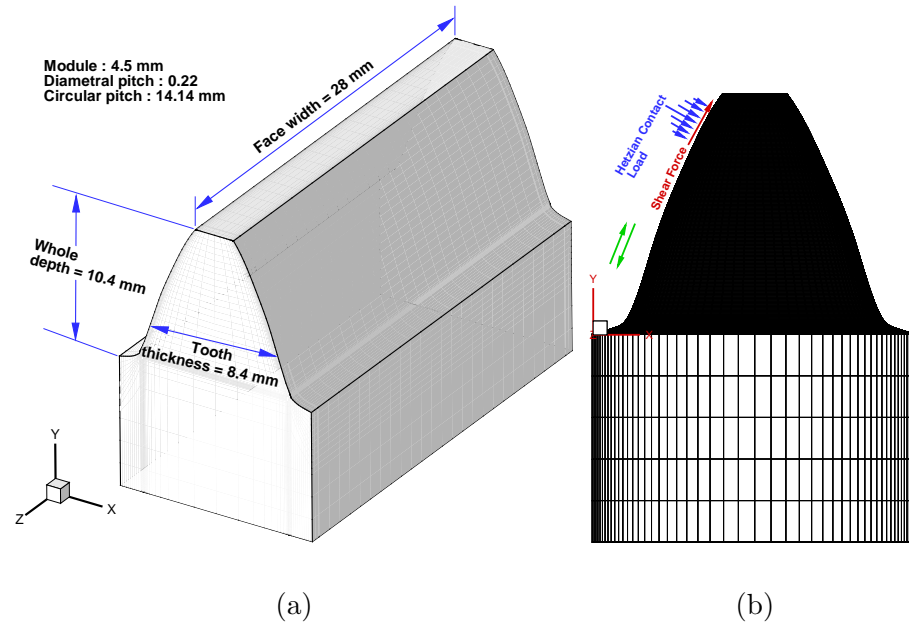 Module : 4.5 mm
Diametral pitch : 0.22
Circular pitch : 14.14 mm
Face width = 28 mm
Whole
depth = 10.4 mm
Tooth
thickness = 8.4 mm
Y
X
Z
(a)
Hetzian Contact
Load
Shear Force
Y
X
Z
(b)